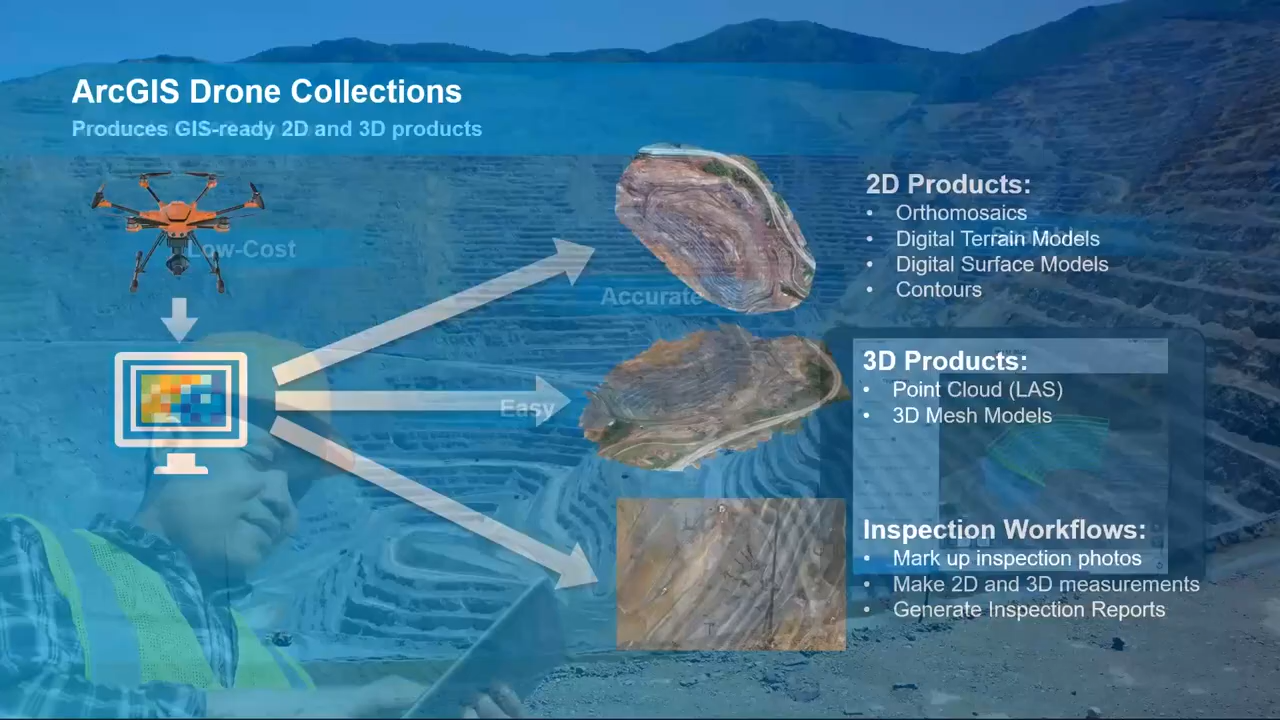 ArcGIS Drone Collections
Produces GIS-ready 2D and 3D products
Low-Cost
Accurate
Easy
2D Products:
• Orthomosaics
• Digital Terrain Models
• Digital Surface Models
• Contours
3D Products:
• Point Cloud (LAS)
• 3D Mesh Models
Inspection Workflows:
• Mark up inspection photos
• Make 2D and 3D measurements
• Generate Inspection Reports